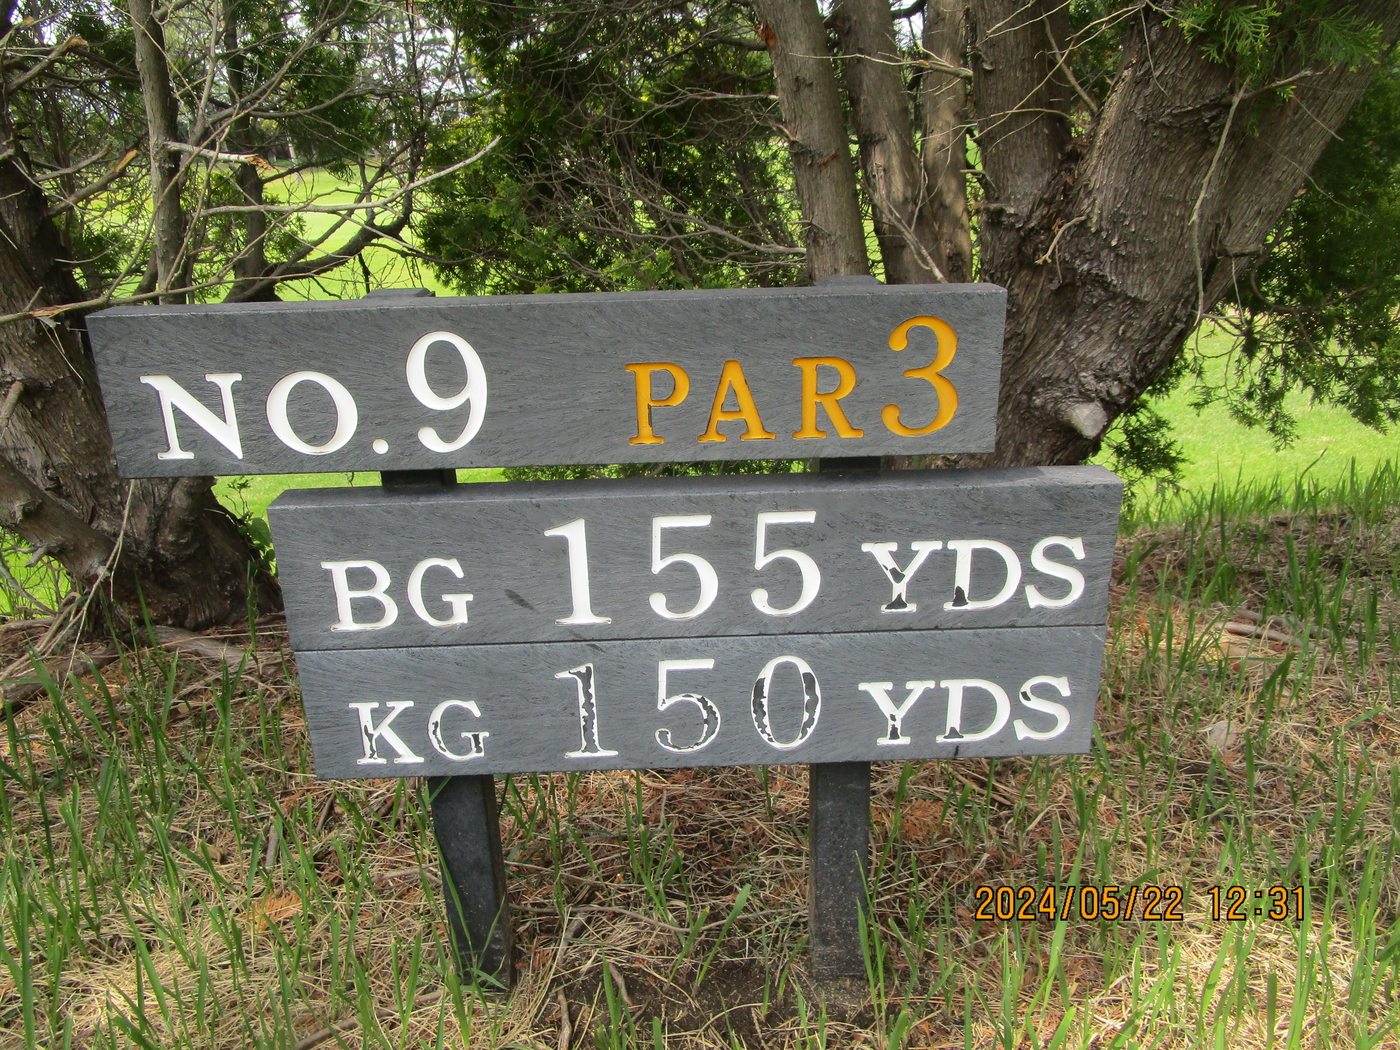 NO.9 PAR3
BG 155 YDS
KG 150 YDS
2024/05/22 12:31